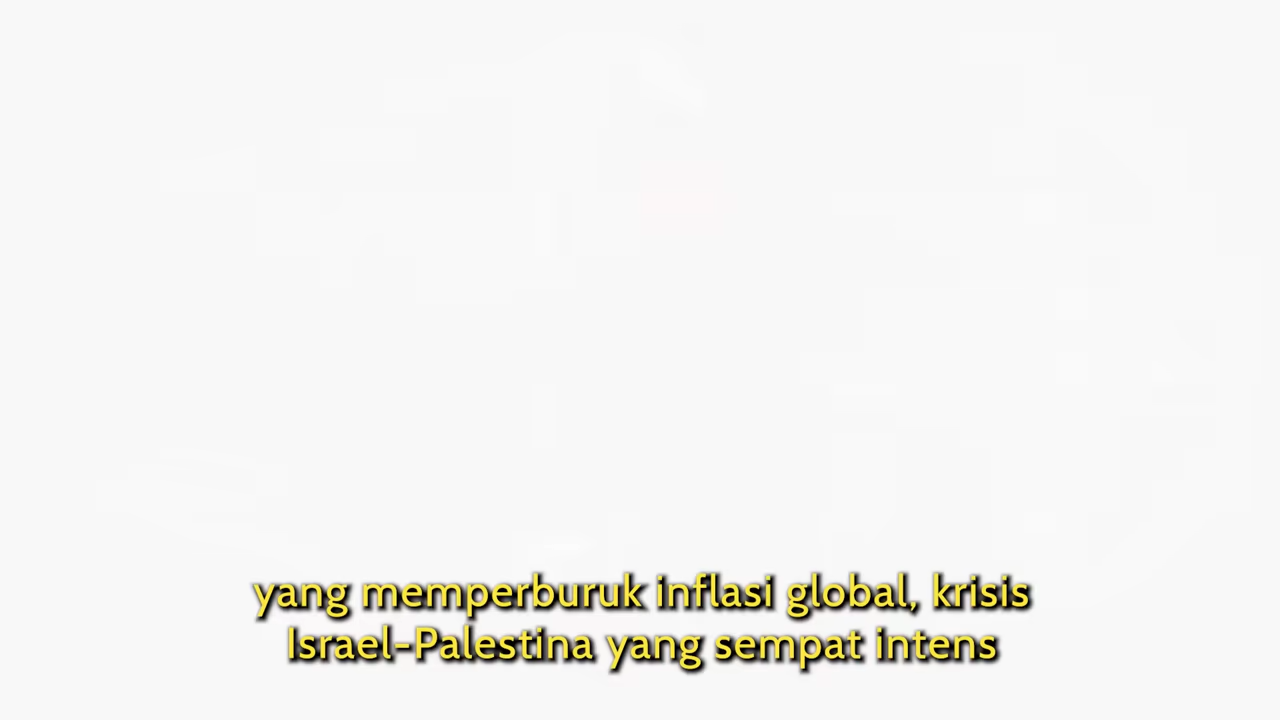 yang memperburuk inflasi global, krisis
Israel-Palestina yang sempat intens